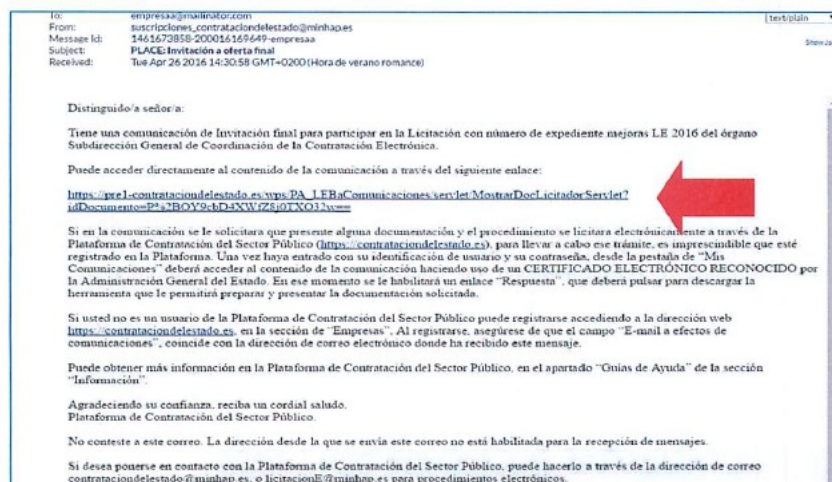 To: empresaa@mailinator.com
From: suscripciones_contrataciondelestado@minhap.es
Message Id: 1461673858-200016169649-empresaa
Subject: PLACE: Invitación a oferta final
Received: Tue Apr 26 2016 14:30:58 GMT+0200 (Hora de verano romance)
text/plain
Show
Distinguido/a señor/a:
Tiene una comunicación de Invitación final para participar en la Licitación con número de expediente mejoras LE 2016 del órgano
Subdirección General de Coordinación de la Contratación Electrónica.
Puede acceder directamente al contenido de la comunicación a través del siguiente enlace:
https://pre1-contrataciondelestado.es/wps/PA_LEBaComunicaciones/servlet/MostrarDocLicitadorServlet?
Si en la comunicación se le solicitara que presente alguna documentación y el procedimiento se licitara electrónicamente a través de la
Plataforma de Contratación del Sector Público (https://contrataciondelestado.es), para llevar a cabo ese trámite, es imprescindible que esté
registrado en la Plataforma. Una vez haya entrado con su identificación de usuario y su contraseña, desde la pestaña de "Mis
Comunicaciones" deberá acceder al contenido de la comunicación haciendo uso de un CERTIFICADO ELECTRÓNICO RECONOCIDO por
la Administración General del Estado. En ese momento se le habilitará un enlace "Respuesta", que deberá pulsar para descargar la
herramienta que le permitirá preparar y presentar la documentación solicitada.
Si usted no es un usuario de la Plataforma de Contratación del Sector Público puede registrarse accediendo a la dirección web
https://contrataciondelestado.es, en la sección de "Empresas". Al registrarse, asegúrese de que el campo "E-mail a efectos de
comunicaciones", coincide con la dirección de correo electrónico donde ha recibido este mensaje.
Puede obtener más información en la Plataforma de Contratación del Sector Público, en el apartado "Guías de Ayuda" de la sección
"Información".
Agradeciendo su confianza, reciba un cordial saludo.
Plataforma de Contratación del Sector Público.
No conteste a este correo. La dirección desde la que se envía este correo no está habilitada para la recepción de mensajes.
Si desea ponerse en contacto con la Plataforma de Contratación del Sector Público, puede hacerlo a través de la dirección de correo
contrataciondelestado@minhap.es, o licitacionE@minhap.es para procedimientos electrónicos.